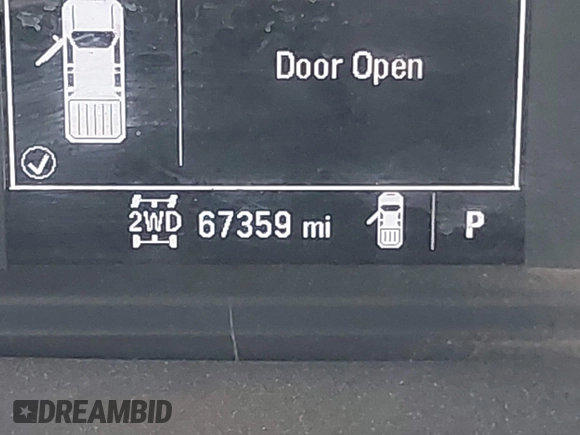 Door Open
2WD 67359 mi P
DREAMBID